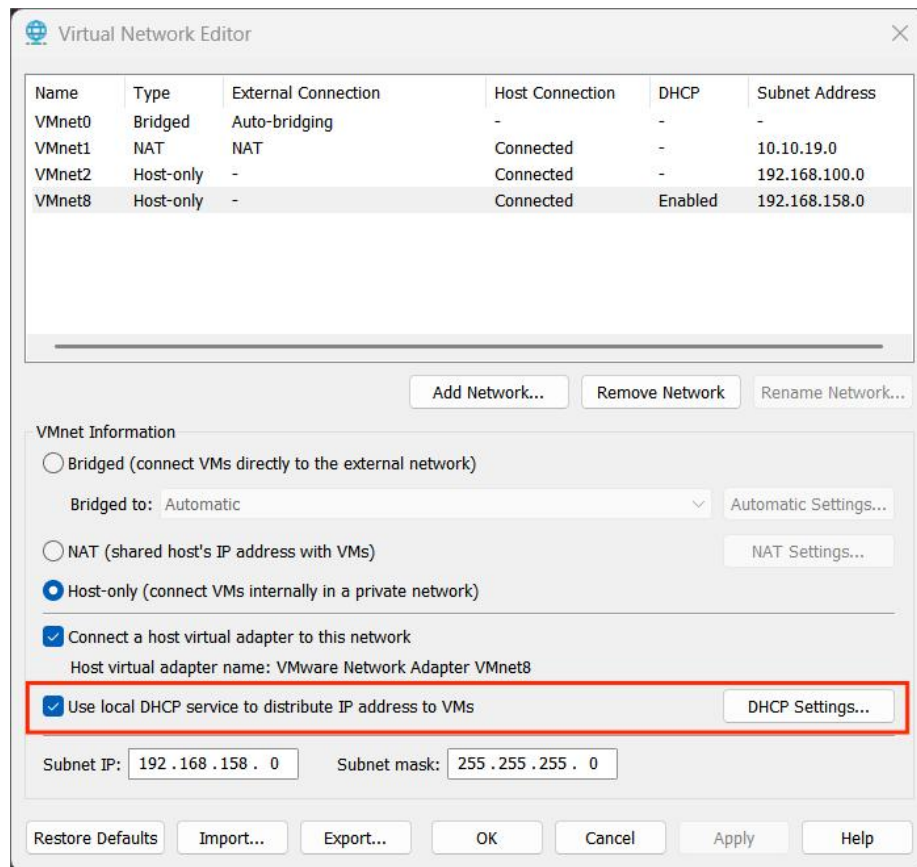 Virtual Network Editor
Name Type External Connection Host Connection DHCP Subnet Address
VMnet0 Bridged Auto-bridging - - -
VMnet1 NAT NAT Connected - 10.10.19.0
VMnet2 Host-only - Connected - 192.168.100.0
VMnet8 Host-only - Connected Enabled 192.168.158.0
Add Network... Remove Network Rename Network...
VMnet Information
Bridged (connect VMs directly to the external network)
Bridged to: Automatic Automatic Settings...
NAT (shared host's IP address with VMs) NAT Settings...
Host-only (connect VMs internally in a private network)
Connect a host virtual adapter to this network
Host virtual adapter name: VMware Network Adapter VMnet8
Use local DHCP service to distribute IP address to VMs DHCP Settings...
Subnet IP: 192 . 168 . 158 . 0 Subnet mask: 255 . 255 . 255 . 0
Restore Defaults Import... Export... OK Cancel Apply Help